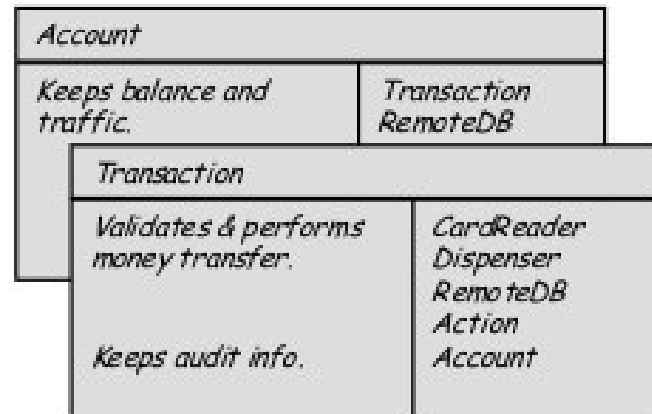 Account
Keeps balance and
traffic.
Transaction
RemoteDB
Transaction
Validates & performs
money transfer.
Keeps audit info.
CardReader
Dispenser
RemoteDB
Action
Account